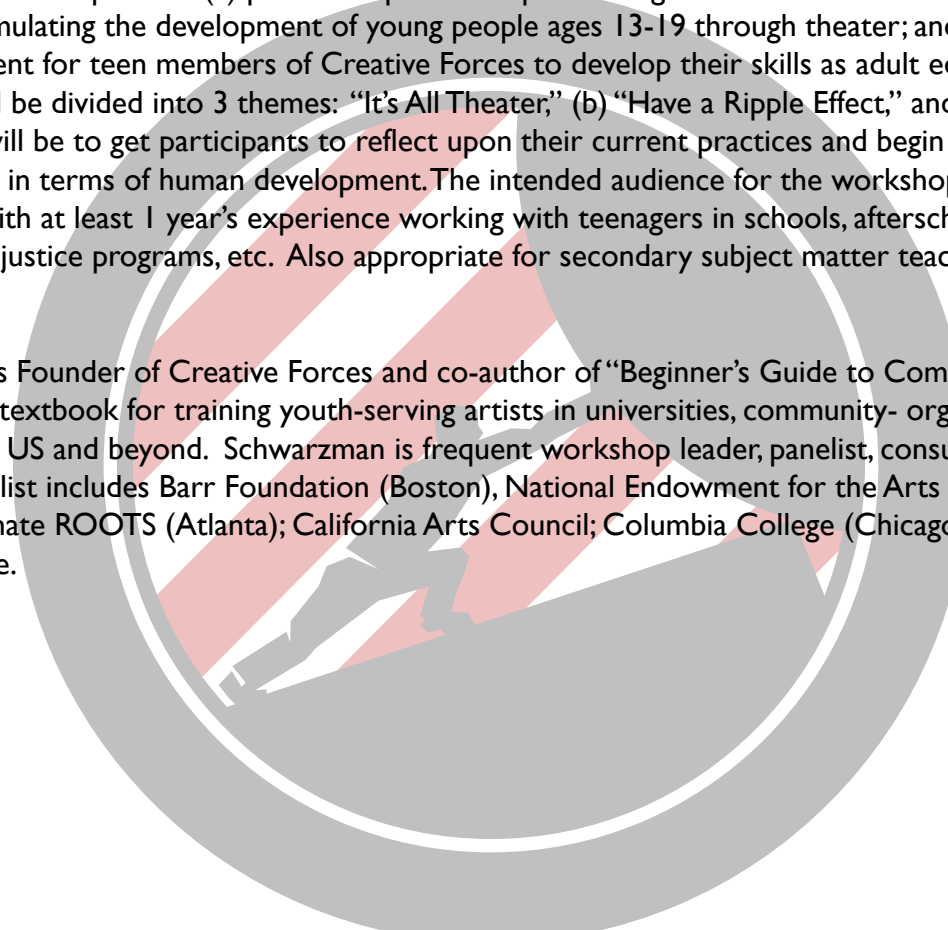 mulating the development of young people ages 13-19 through theater; and
ent for teen members of Creative Forces to develop their skills as adult ed
l be divided into 3 themes: “It’s All Theater,” (b) “Have a Ripple Effect,” and
will be to get participants to reflect upon their current practices and begin
in terms of human development. The intended audience for the workshop
ith at least 1 year’s experience working with teenagers in schools, aftersch
justice programs, etc. Also appropriate for secondary subject matter teac
s Founder of Creative Forces and co-author of “Beginner’s Guide to Com
textbook for training youth-serving artists in universities, community- org
US and beyond. Schwarzman is frequent workshop leader, panelist, consu
list includes Barr Foundation (Boston), National Endowment for the Arts
nate ROOTS (Atlanta); California Arts Council; Columbia College (Chicago
e.